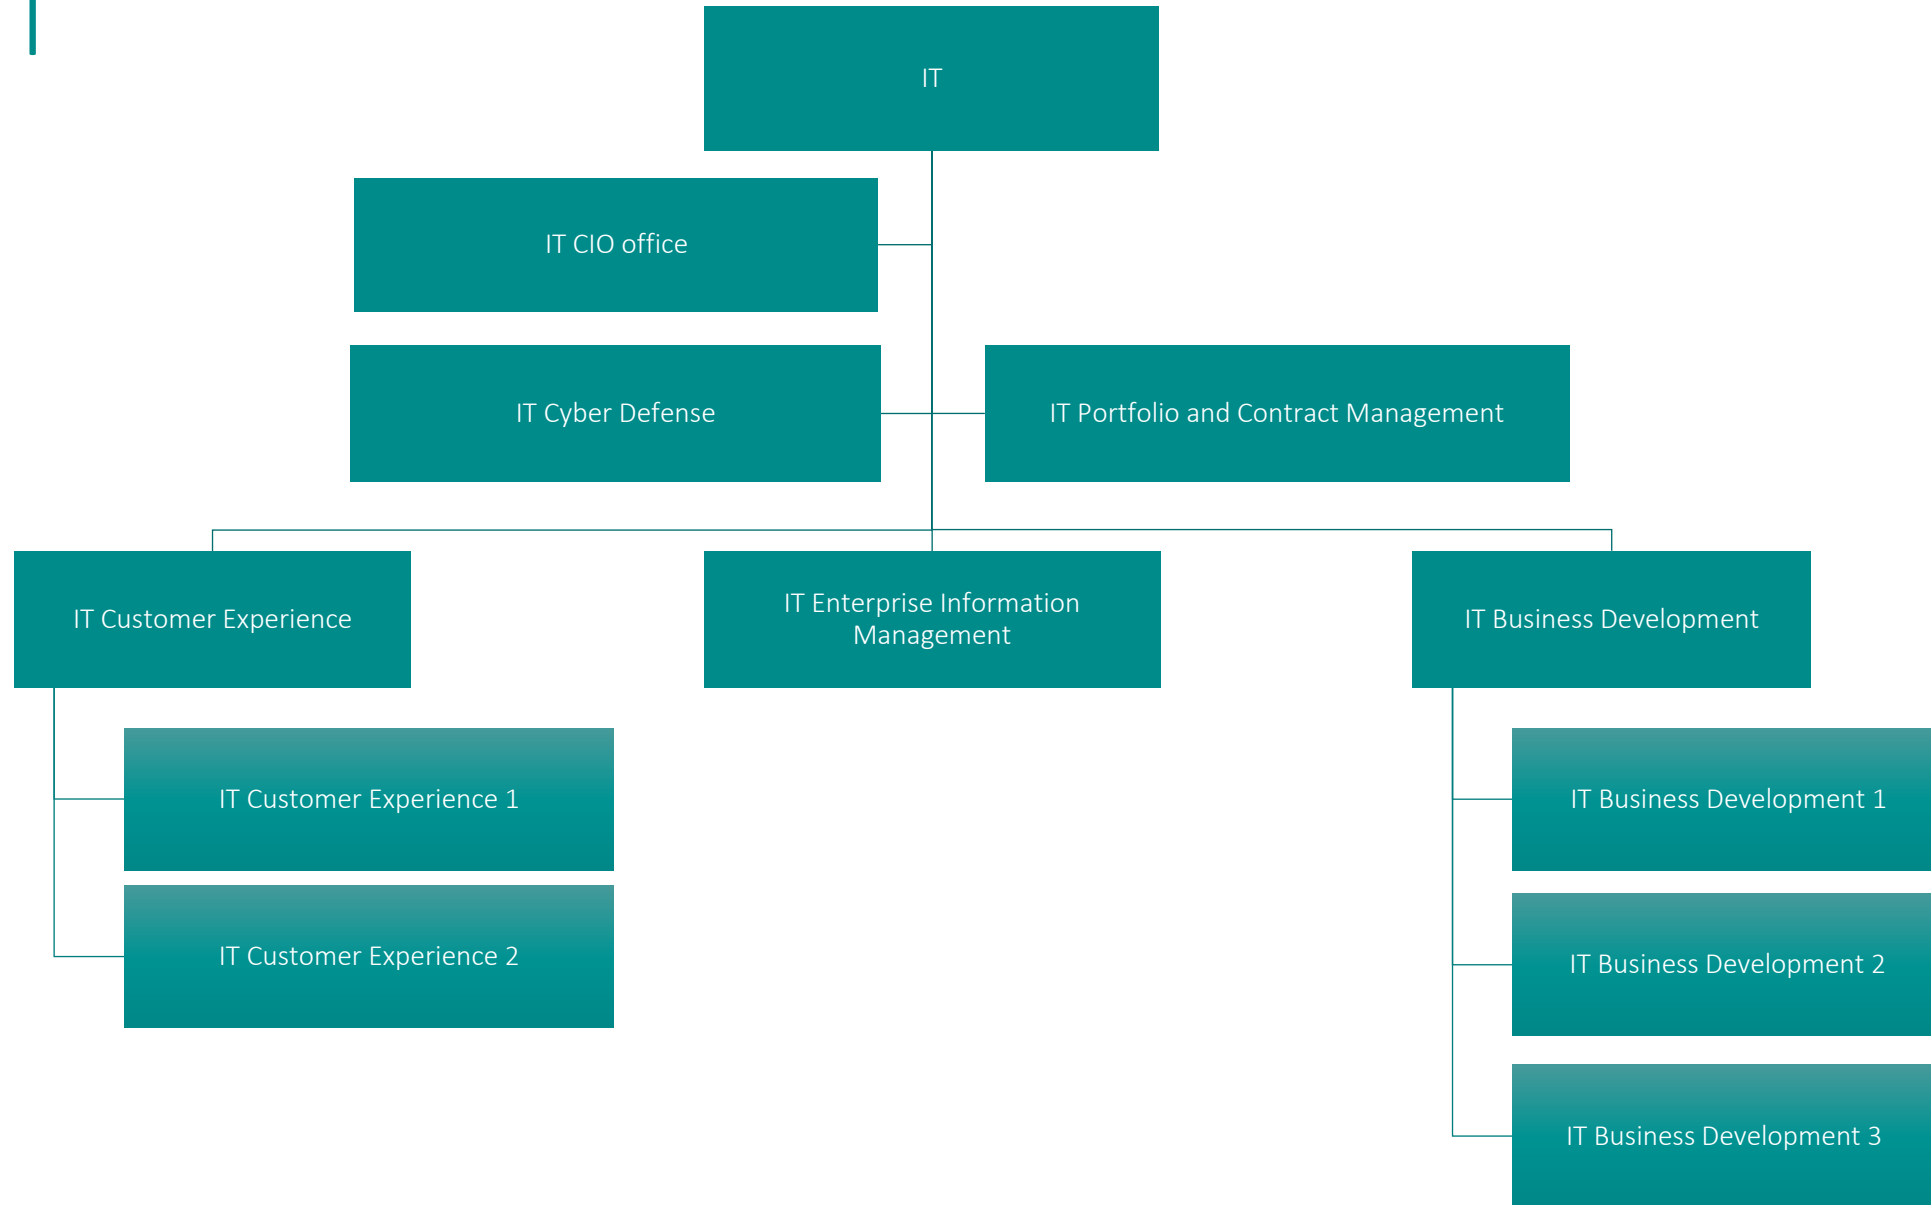 IT
IT CIO office
IT Cyber Defense
IT Portfolio and Contract Management
IT Customer Experience
IT Enterprise Information
Management
IT Business Development
IT Customer Experience 1
IT Business Development 1
IT Customer Experience 2
IT Business Development 2
IT Business Development 3